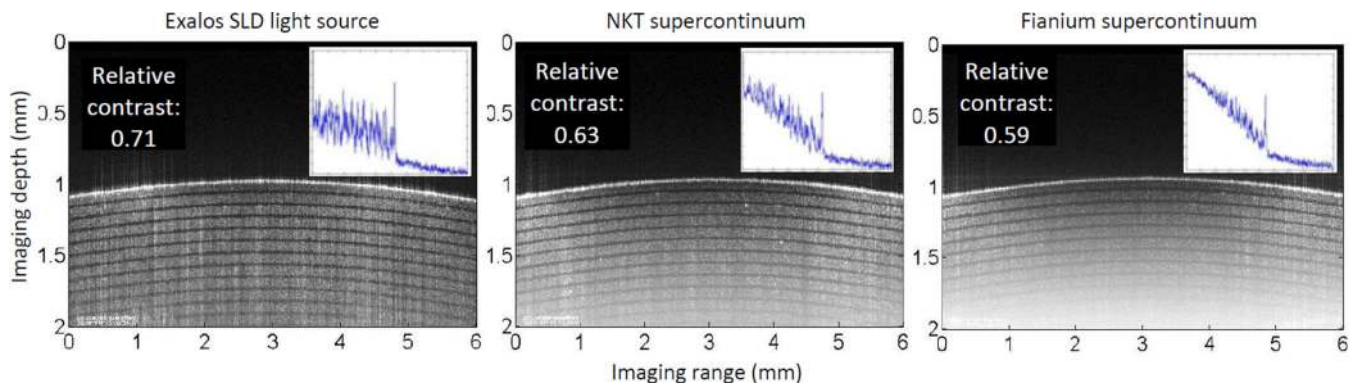 Exalos SLD light source
NKT supercontinuum
Fianium supercontinuum
Relative
contrast:
0.71
Relative
contrast:
0.63
Relative
contrast:
0.59
Imaging depth (mm)
0
0.5
1
1.5
2
0 1 2 3 4 5 6
0
0.5
1
1.5
2
0 1 2 3 4 5 6
0
0.5
1
1.5
2
0 1 2 3 4 5 6
Imaging range (mm)